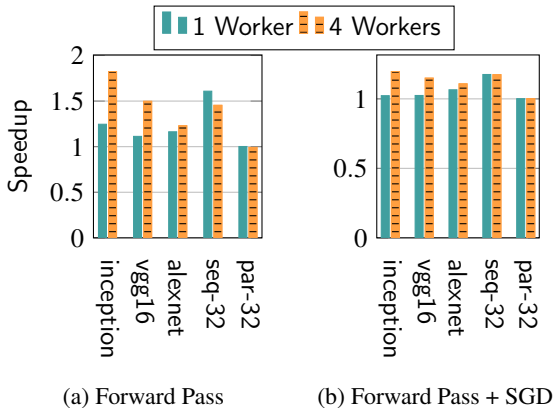 1 Worker 4 Workers
Speedup
2
1.5
1
0.5
0
inception
vgg16
alexnet
seq-32
par-32
(a) Forward Pass
1
0.5
0
inception
vgg16
alexnet
seq-32
par-32
(b) Forward Pass + SGD